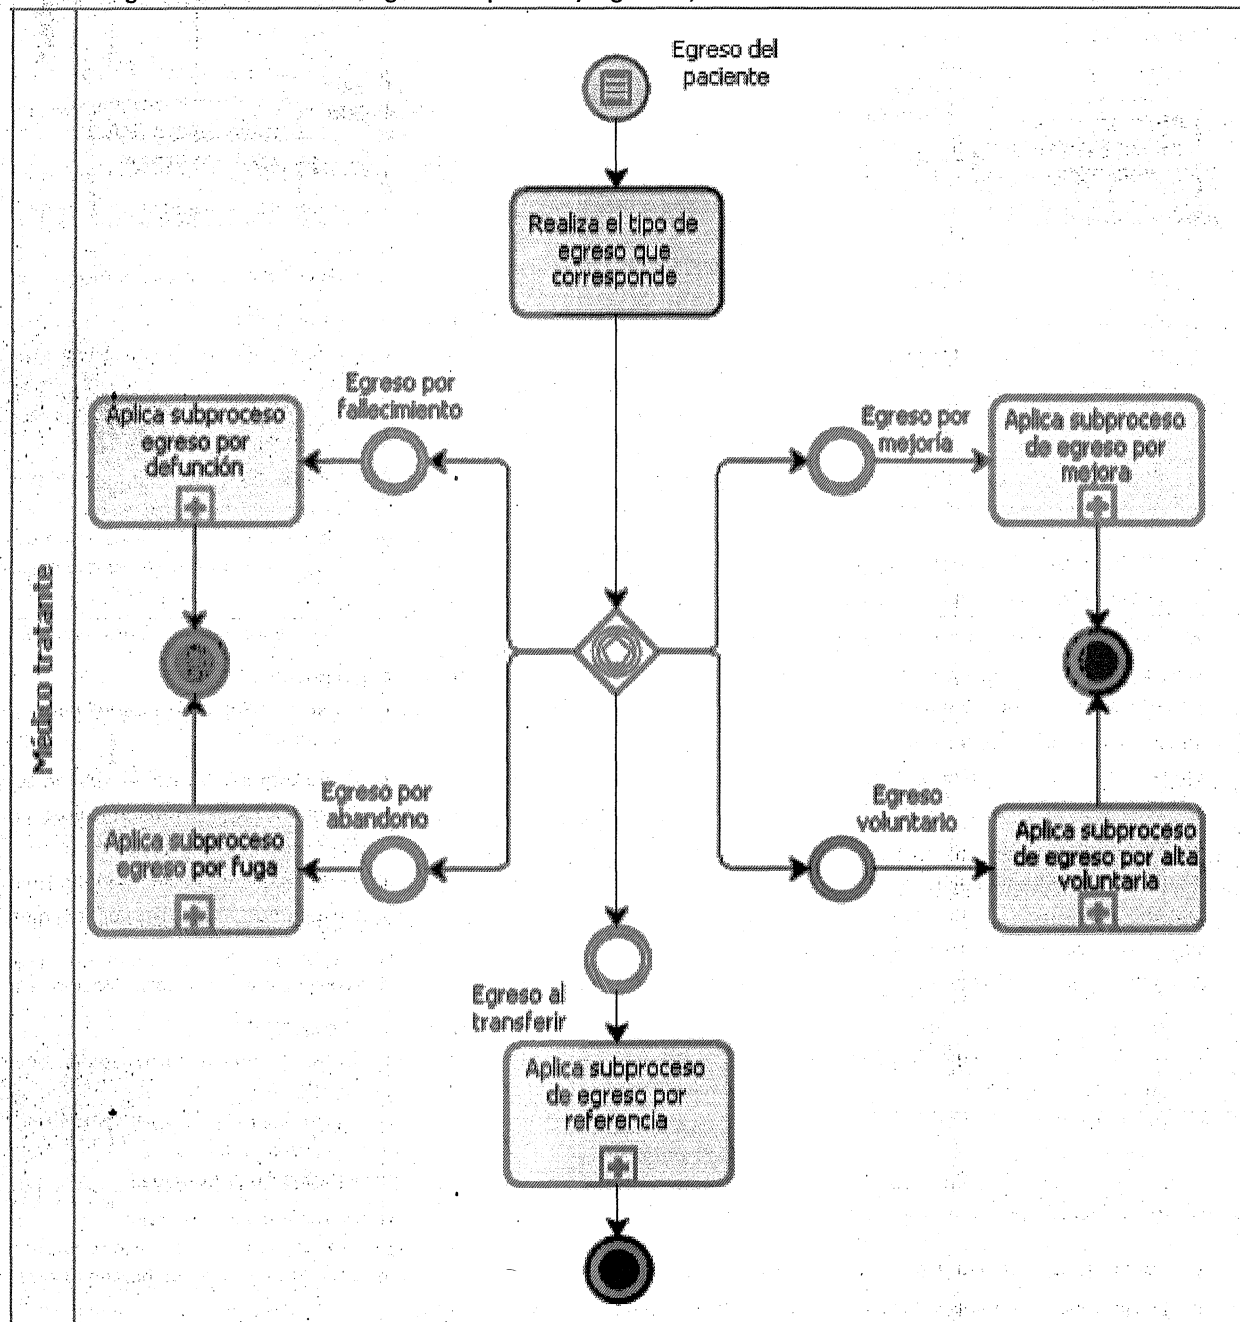 Egreso del
paciente
Realiza el tipo de
egreso que
corresponde
Egreso por
fallecimiento
Aplica subproceso
egreso por
defunción
Egreso por
mejoría
Aplica subproceso
de egreso por
mejora
Médico tratante
Egreso por
abandono
Aplica subproceso
egreso por fuga
Egreso
voluntario
Aplica subproceso
de egreso por alta
voluntaria
Egreso al
transferir
Aplica subproceso
de egreso por
referencia